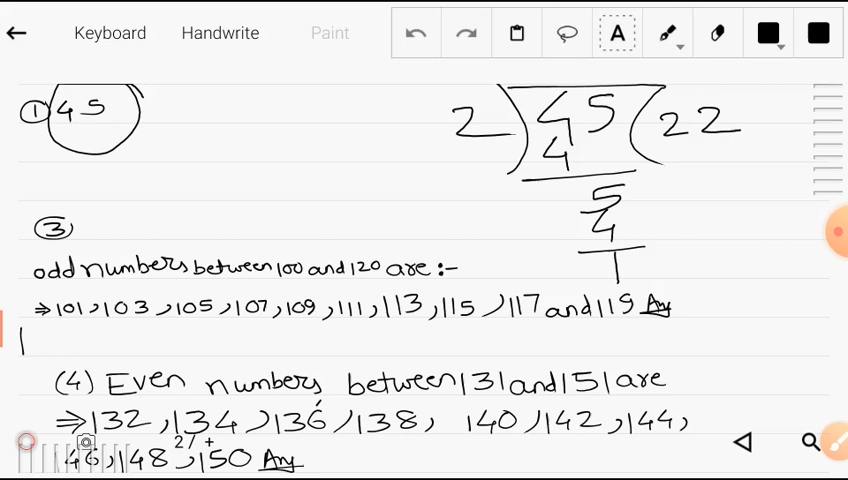 Keyboard Handwrite Paint A
① 45
2) 45 (22
4
5
4
1
③
odd numbers between 100 and 120 are :-
⇒ 101, 103, 105, 107, 109, 111, 113, 115, 117 and 119 Ans
(4) Even numbers between 131 and 151 are
⇒ 132, 134, 136, 138, 140, 142, 144,
46, 148, 150 Ans